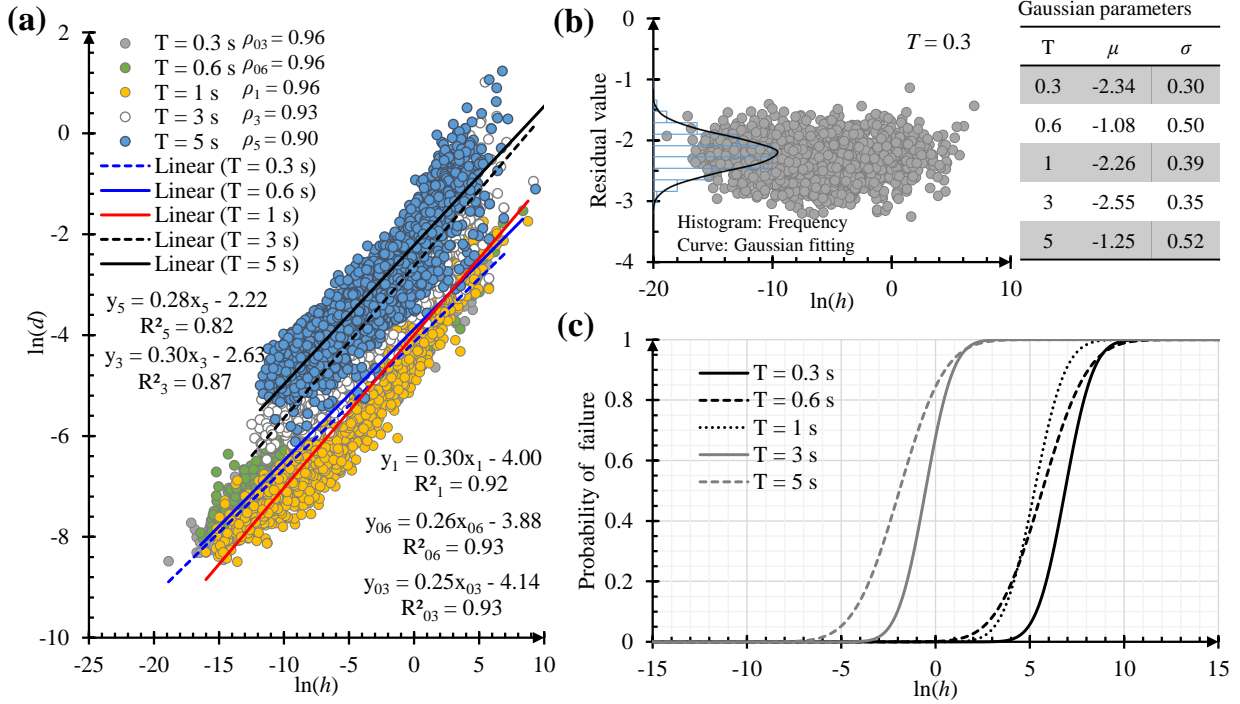 (a)
2
0
-2
-4
-6
-8
-10
ln(d)
T = 0.3 s ρ03 = 0.96
T = 0.6 s ρ06 = 0.96
T = 1 s ρ1 = 0.96
T = 3 s ρ3 = 0.93
T = 5 s ρ5 = 0.90
Linear (T = 0.3 s)
Linear (T = 0.6 s)
Linear (T = 1 s)
Linear (T = 3 s)
Linear (T = 5 s)
y5 = 0.28x5 - 2.22
R²5 = 0.82
y3 = 0.30x3 - 2.63
R²3 = 0.87
y1 = 0.30x1 - 4.00
R²1 = 0.92
y06 = 0.26x06 - 3.88
R²06 = 0.93
y03 = 0.25x03 - 4.14
R²03 = 0.93
-25 -20 -15 -10 -5 0 5 10
ln(h)
(b)
0
-1
-2
-3
-4
Residual value
T = 0.3
Histogram: Frequency
Curve: Gaussian fitting
-20 -10 0 10
ln(h)
Gaussian parameters
T μ σ
0.3 -2.34 0.30
0.6 -1.08 0.50
1 -2.26 0.39
3 -2.55 0.35
5 -1.25 0.52
(c)
1
0.8
0.6
0.4
0.2
0
Probability of failure
T = 0.3 s
T = 0.6 s
T = 1 s
T = 3 s
T = 5 s
-15 -10 -5 0 5 10 15
ln(h)